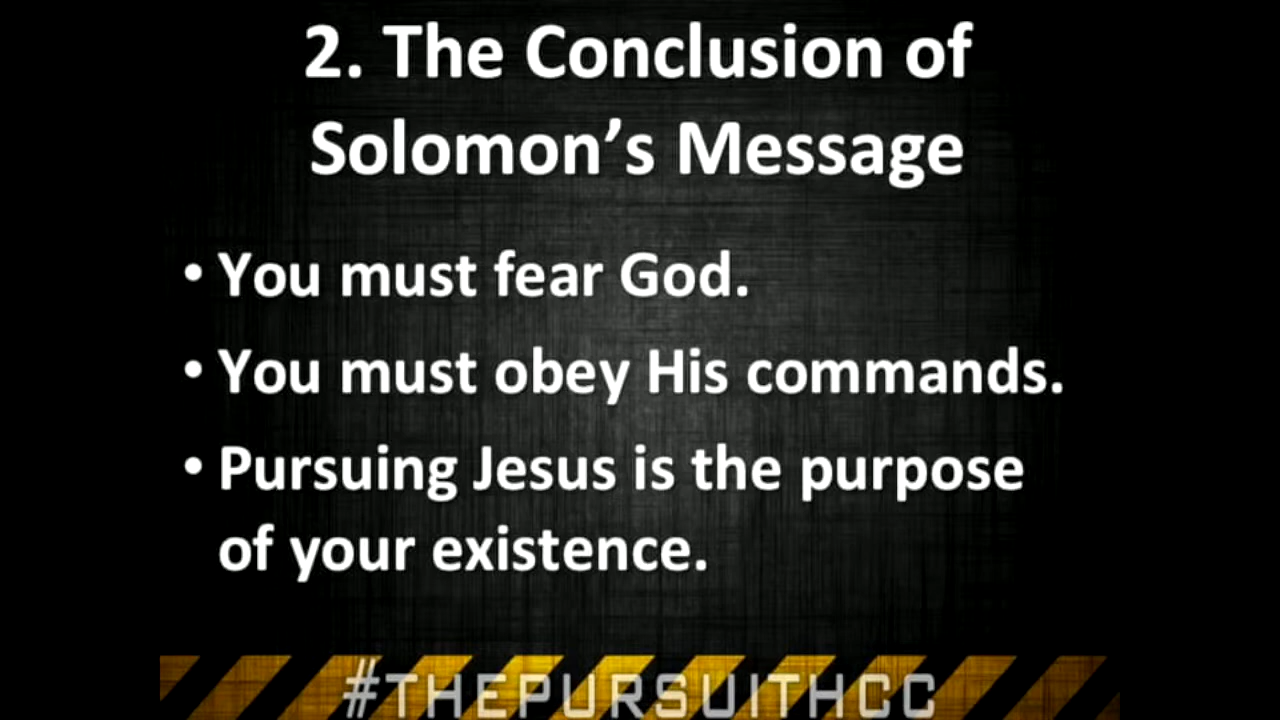 2. The Conclusion of
Solomon’s Message
• You must fear God.
• You must obey His commands.
• Pursuing Jesus is the purpose
of your existence.
#THEPURSUITHCC